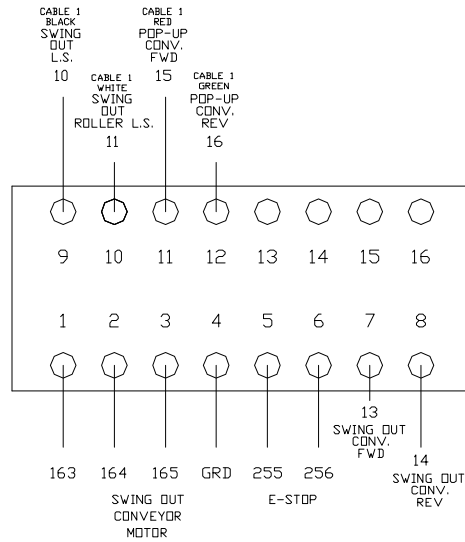 CABLE 1
BLACK
SWING
OUT
L.S.
10
CABLE 1
WHITE
SWING
OUT
ROLLER L.S.
11
CABLE 1
RED
POP-UP
CONV.
FWD
15
CABLE 1
GREEN
POP-UP
CONV.
REV
16
9 10 11 12 13 14 15 16
1 2 3 4 5 6 7 8
163 164 165 GRD 255 256
SWING OUT
CONVEYOR
MOTOR
E-STOP
13
SWING OUT
CONV.
FWD
14
SWING OUT
CONV.
REV